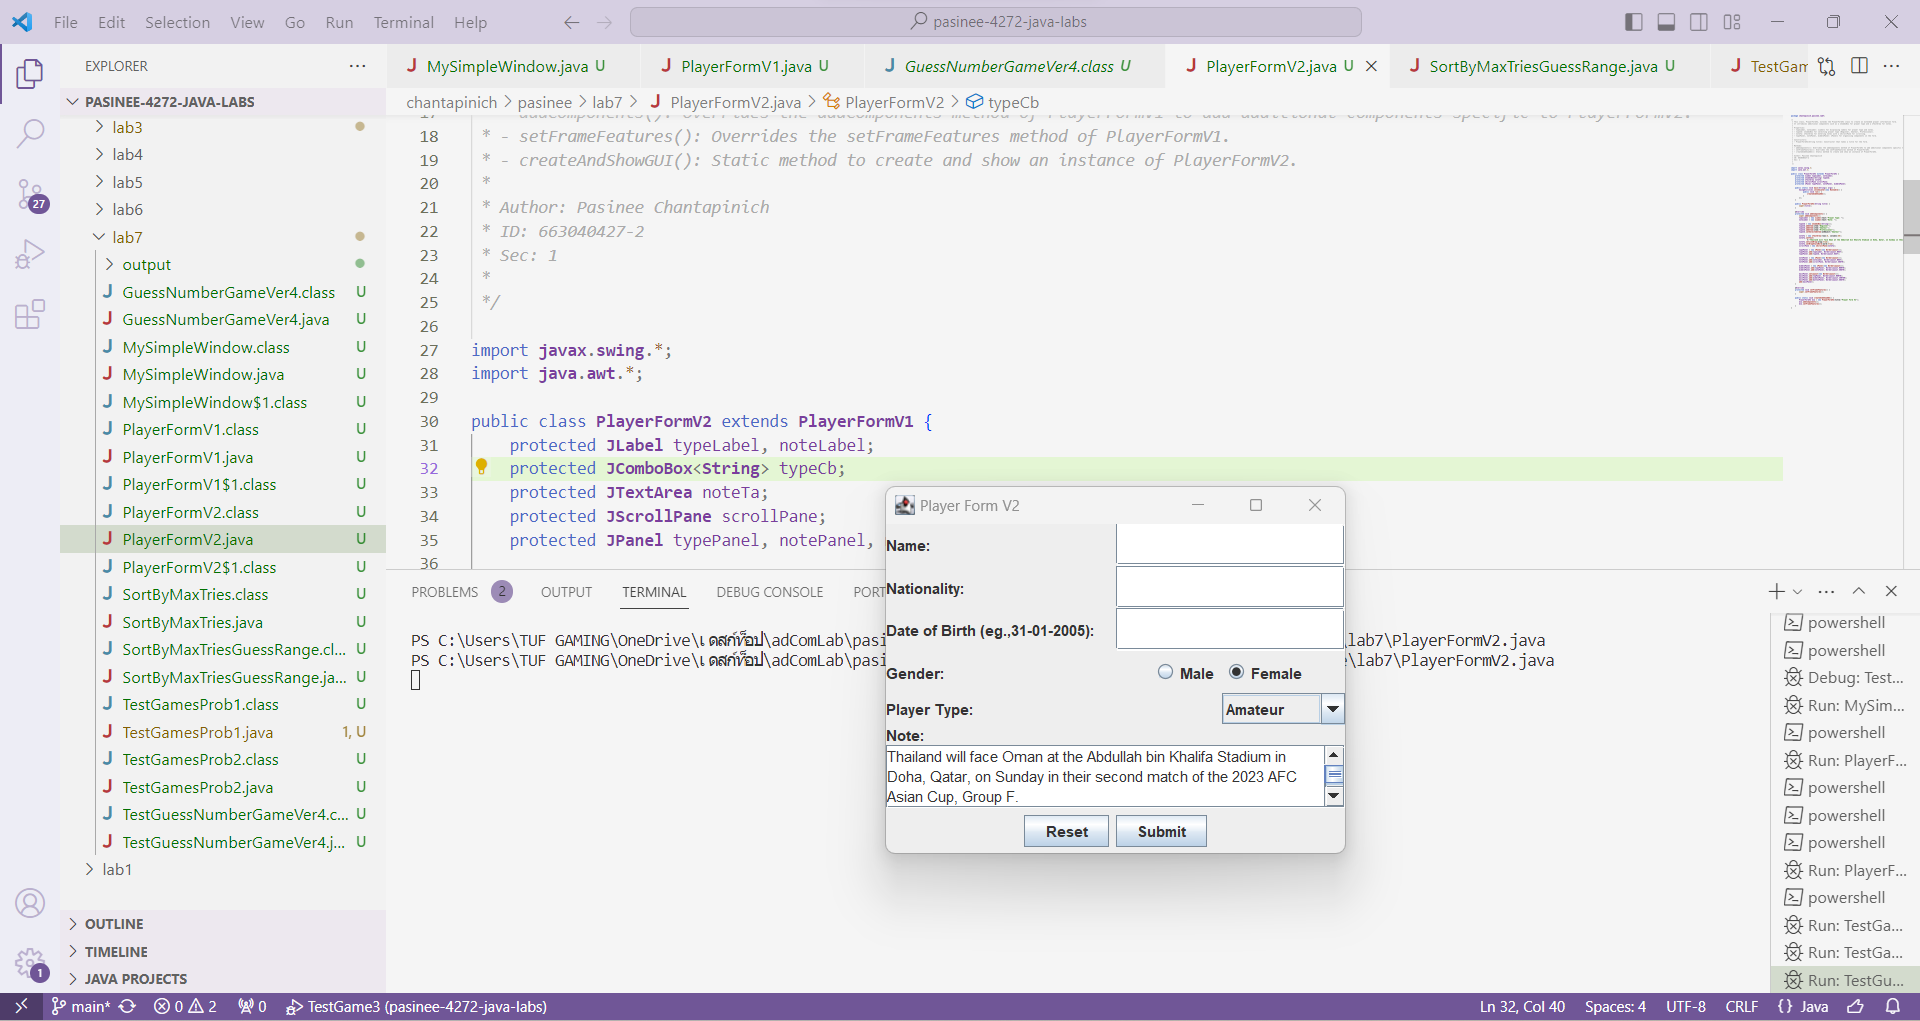 File Edit Selection View Go Run Terminal Help
pasinee-4272-java-labs
EXPLORER
MySimpleWindow.java U
PlayerFormV1.java U
GuessNumberGameVer4.class U
PlayerFormV2.java U
SortByMaxTriesGuessRange.java U
TestGam
PASINEE-4272-JAVA-LABS
chantapinich > pasinee > lab7 > PlayerFormV2.java > PlayerFormV2 > typeCb
lab3
lab4
lab5
lab6
lab7
output
GuessNumberGameVer4.class U
GuessNumberGameVer4.java U
MySimpleWindow.class U
MySimpleWindow.java U
MySimpleWindow$1.class U
PlayerFormV1.class U
PlayerFormV1.java U
PlayerFormV1$1.class U
PlayerFormV2.class U
PlayerFormV2.java U
PlayerFormV2$1.class U
SortByMaxTries.class U
SortByMaxTries.java U
SortByMaxTriesGuessRange.cl... U
SortByMaxTriesGuessRange.ja... U
TestGamesProb1.class U
TestGamesProb1.java 1, U
TestGamesProb2.class U
TestGamesProb2.java U
TestGuessNumberGameVer4.c... U
TestGuessNumberGameVer4.j... U
lab1
OUTLINE
TIMELINE
JAVA PROJECTS
27
1
18 * - setFrameFeatures(): Overrides the setFrameFeatures method of PlayerFormV1.
19 * - createAndShowGUI(): Static method to create and show an instance of PlayerFormV2.
20 *
21 * Author: Pasinee Chantapinich
22 * ID: 663040427-2
23 * Sec: 1
24 *
25 */
26
27 import javax.swing.*;
28 import java.awt.*;
29
30 public class PlayerFormV2 extends PlayerFormV1 {
31 protected JLabel typeLabel, noteLabel;
32 protected JComboBox<String> typeCb;
33 protected JTextArea noteTa;
34 protected JScrollPane scrollPane;
35 protected JPanel typePanel, notePanel,
36
PROBLEMS 2 OUTPUT TERMINAL DEBUG CONSOLE PORT
PS C:\Users\TUF GAMING\OneDrive\เดสก์ท็อป\adComLab\pasi
lab7\PlayerFormV2.java
PS C:\Users\TUF GAMING\OneDrive\เดสก์ท็อป\adComLab\pasi
\lab7\PlayerFormV2.java
Player Form V2
Name:
Nationality:
Date of Birth (eg.,31-01-2005):
Gender: Male Female
Player Type: Amateur
Note:
Thailand will face Oman at the Abdullah bin Khalifa Stadium in
Doha, Qatar, on Sunday in their second match of the 2023 AFC
Asian Cup, Group F.
Reset Submit
powershell
powershell
Debug: Test...
Run: MySim...
powershell
Run: PlayerF...
powershell
powershell
powershell
Run: PlayerF...
powershell
Run: TestGa...
Run: TestGa...
Run: TestGu...
main* 0 2 0 TestGame3 (pasinee-4272-java-labs)
Ln 32, Col 40 Spaces: 4 UTF-8 CRLF {} Java